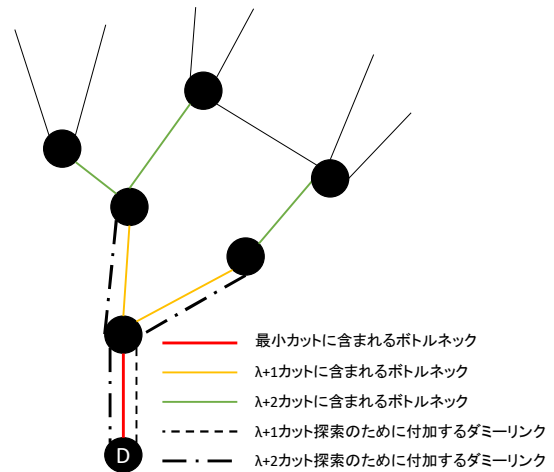 最小カットに含まれるボトルネック
λ+1カットに含まれるボトルネック
λ+2カットに含まれるボトルネック
λ+1カット探索のために付加するダミーリンク
D
λ+2カット探索のために付加するダミーリンク